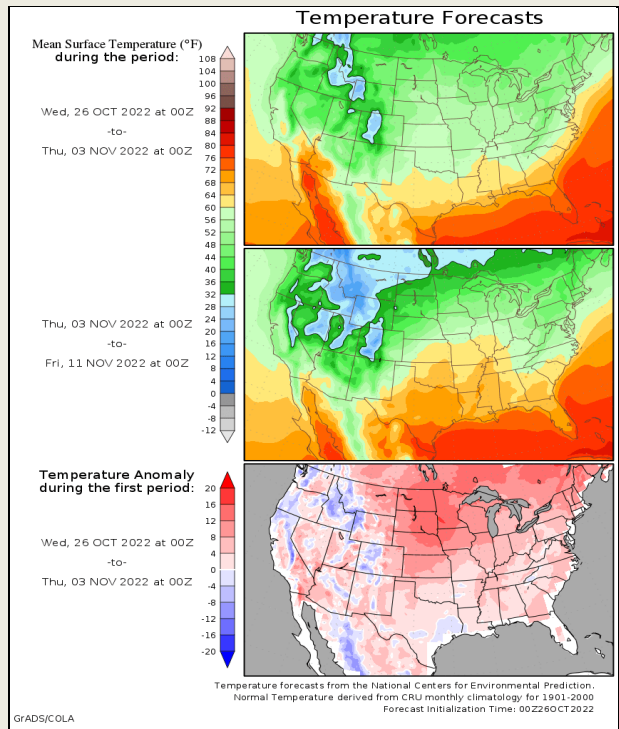 Temperature Forecasts
Mean Surface Temperature (°F)
during the period:
Wed, 26 OCT 2022 at 00Z
-to-
Thu, 03 NOV 2022 at 00Z
108
104
100
96
92
88
84
80
76
72
68
64
60
56
52
48
44
40
36
32
28
24
20
16
12
8
4
0
-4
-8
-12
Thu, 03 NOV 2022 at 00Z
-to-
Fri, 11 NOV 2022 at 00Z
Temperature Anomaly
during the first period:
Wed, 26 OCT 2022 at 00Z
-to-
Thu, 03 NOV 2022 at 00Z
20
16
12
8
4
0
-4
-8
-12
-16
-20
Temperature forecasts from the National Centers for Environmental Prediction.
Normal Temperature derived from CRU monthly climatology for 1901-2000
Forecast Initialization Time: 00Z26OCT2022
GrADS/COLA